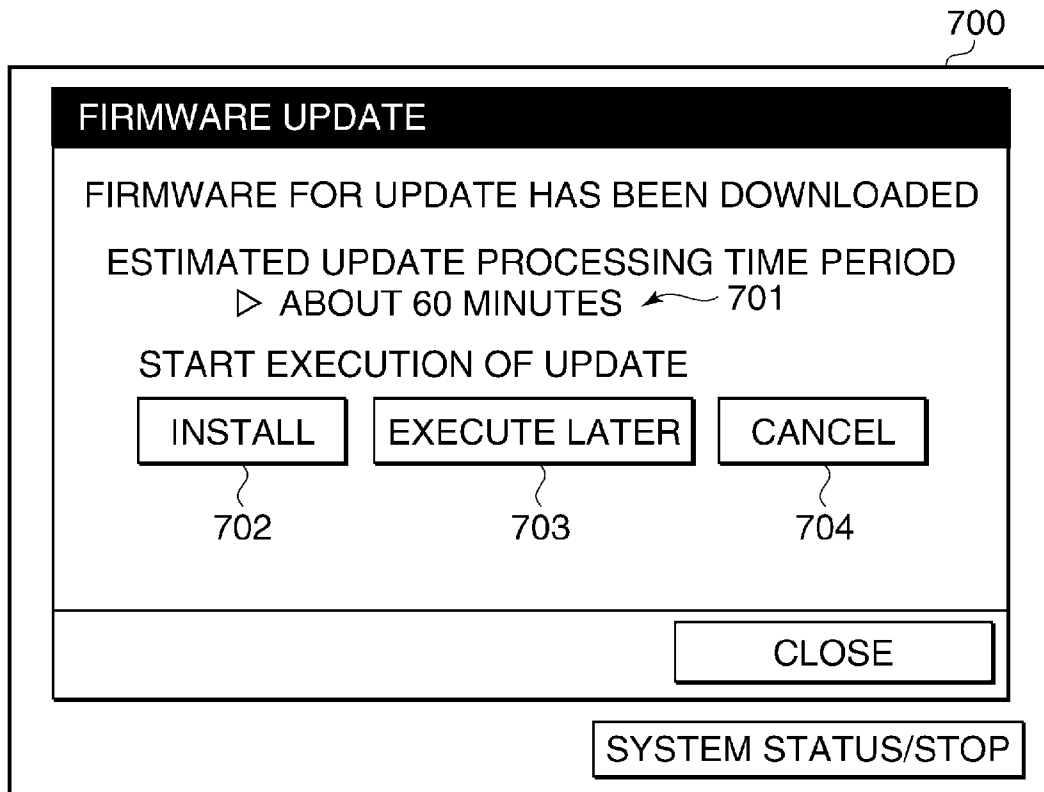 700
FIRMWARE UPDATE
FIRMWARE FOR UPDATE HAS BEEN DOWNLOADED
ESTIMATED UPDATE PROCESSING TIME PERIOD
▷ ABOUT 60 MINUTES 701
START EXECUTION OF UPDATE
INSTALL EXECUTE LATER CANCEL
702 703 704
CLOSE
SYSTEM STATUS/STOP